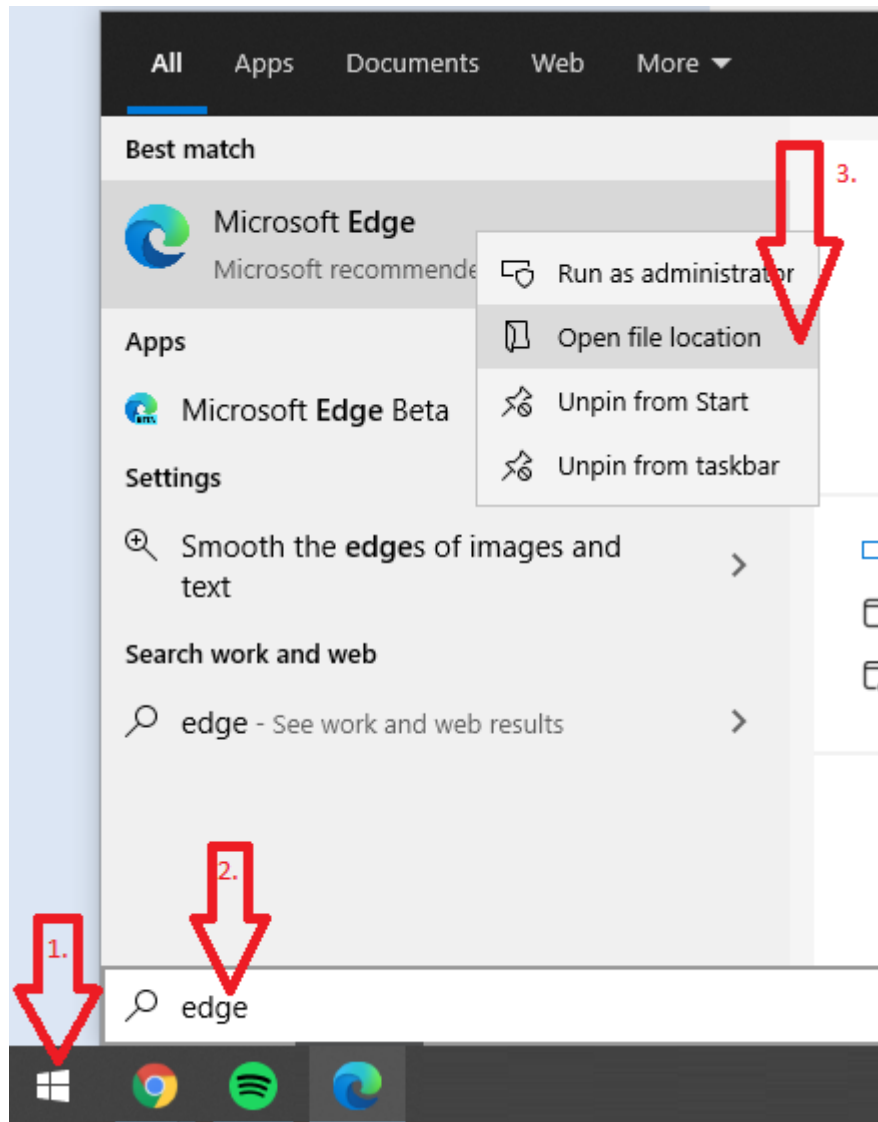 All Apps Documents Web More
Best match
3.
Microsoft Edge
Microsoft recommende
Run as administrator
Open file location
Unpin from Start
Unpin from taskbar
Apps
Microsoft Edge Beta
Settings
Smooth the edges of images and
text
Search work and web
edge - See work and web results
2.
1.
edge